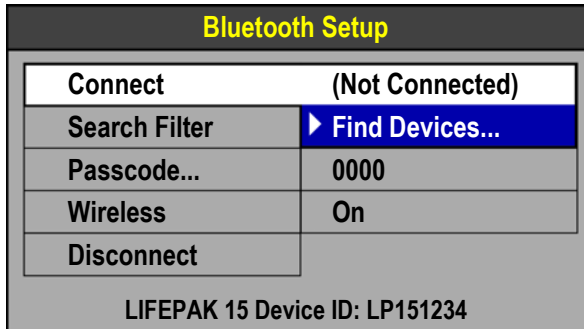 Bluetooth Setup
Connect (Not Connected)
Search Filter Find Devices...
Passcode... 0000
Wireless On
Disconnect
LIFEPAK 15 Device ID: LP151234